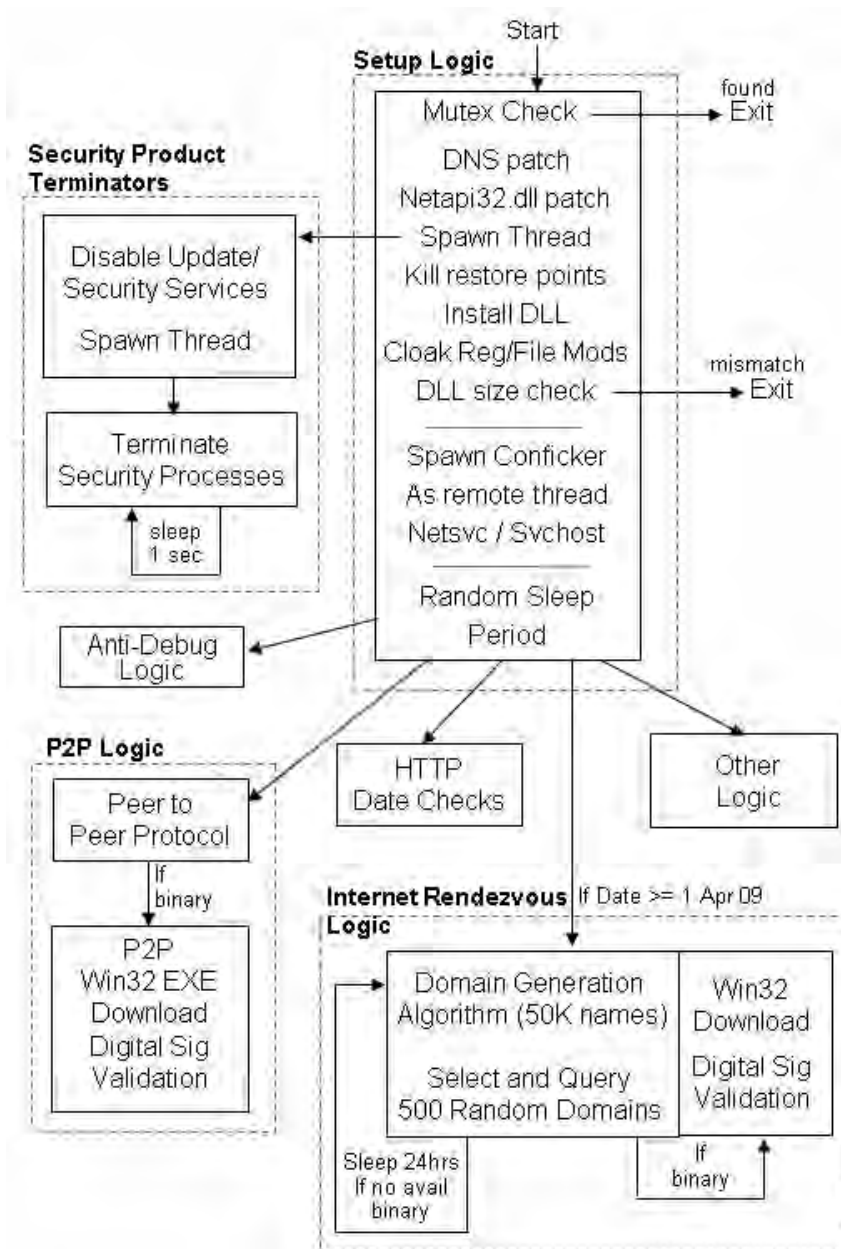 Start
Setup Logic
Mutex Check
found
Exit
DNS patch
Netapi32.dll patch
Spawn Thread
Kill restore points
Install DLL
Cloak Reg/File Mods
DLL size check
mismatch
Exit
Spawn Conficker
As remote thread
Netsvc / Svchost
Random Sleep
Period
Security Product
Terminators
Disable Update/
Security Services
Spawn Thread
Terminate
Security Processes
sleep
1 sec
Anti-Debug
Logic
P2P Logic
Peer to
Peer Protocol
If
binary
P2P
Win32 EXE
Download
Digital Sig
Validation
HTTP
Date Checks
Other
Logic
Internet Rendezvous If Date >= 1 Apr 09
Logic
Domain Generation
Algorithm (50K names)
Select and Query
500 Random Domains
Win32
Download
Digital Sig
Validation
Sleep 24hrs
If no avail
binary
If
binary